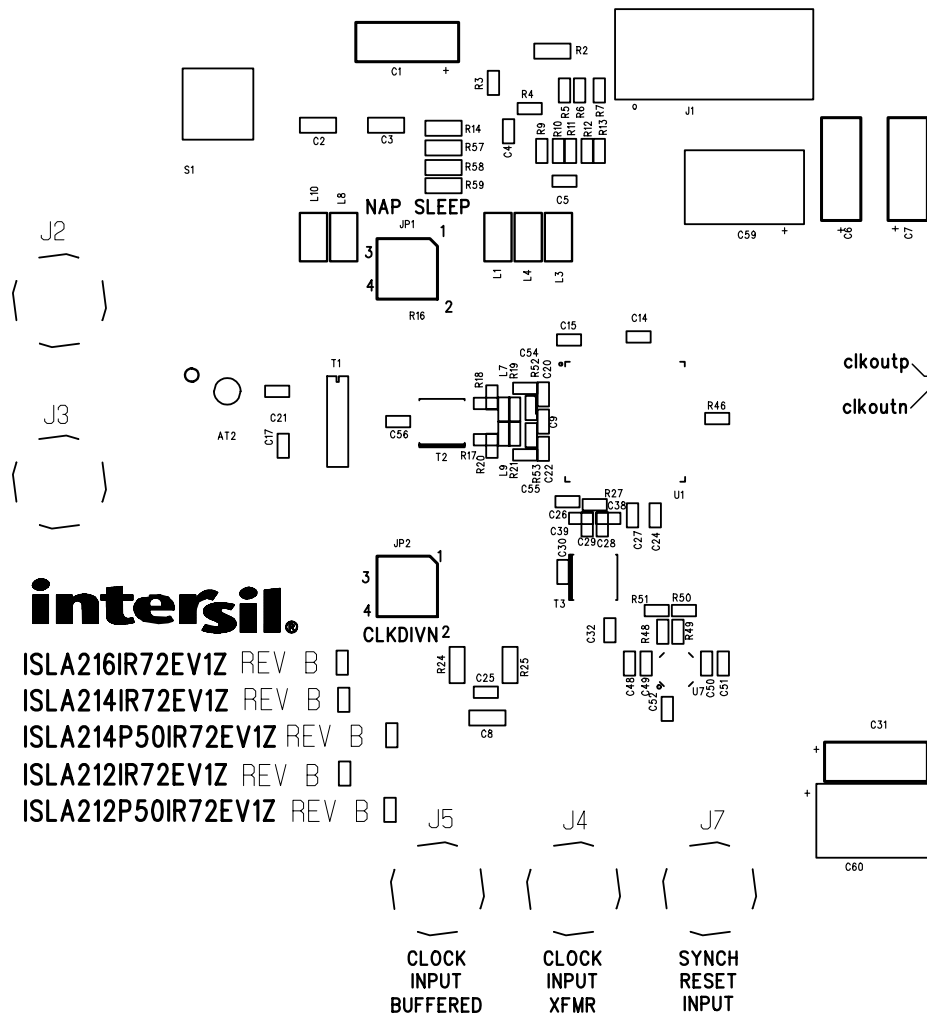 C1
+
R2
J1
R3
R4
R5
R6
R7
S1
C2
C3
R14
R57
R58
R59
C4
R9
R10
R11
R12
R13
C5
C59
+
C6
+
C7
+
L10
L8
NAP SLEEP
JP1
1
3
4
2
R16
L1
L4
L3
J2
C15
C14
clkoutp
clkoutn
T1
AT2
C21
C17
J3
C56
T2
R18
L7
R19
C54
R52
C20
C9
R17
R20
L9
R21
C55
R53
C22
R46
U1
C26
R27
C38
C39
C29
C28
C27
C24
C30
T3
JP2
1
3
4
CLKDIVN 2
C32
R51
R50
R48
R49
C48
C49
C52
U7
C50
C51
R24
R25
C25
C8
intersil®
ISLA216IR72EV1Z REV B
ISLA214IR72EV1Z REV B
ISLA214P50IR72EV1Z REV B
ISLA212IR72EV1Z REV B
ISLA212P50IR72EV1Z REV B
C31
+
+
C60
J5
J4
J7
CLOCK
INPUT
BUFFERED
CLOCK
INPUT
XFMR
SYNCH
RESET
INPUT